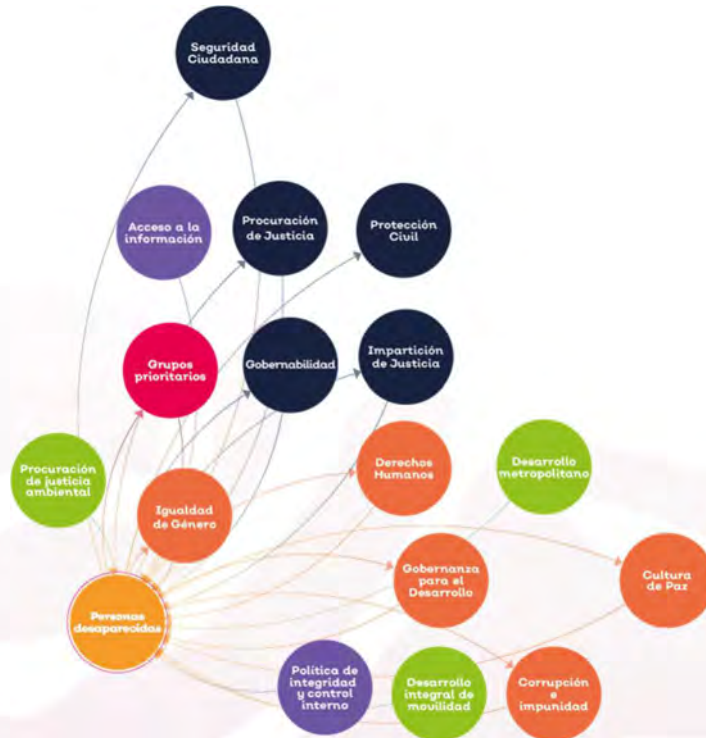 Seguridad
Ciudadana
Acceso a la
información
Procuración
de Justicia
Protección
Civil
Grupos
prioritarios
Gobernabilidad
Impartición
de Justicia
Procuración
de justicia
ambiental
Igualdad
de Género
Derechos
Humanos
Desarrollo
metropolitano
Personas
desaparecidas
Gobernanza
para el
Desarrollo
Cultura
de Paz
Política de
integridad
y control
interno
Desarrollo
integral de
movilidad
Corrupción
e
impunidad